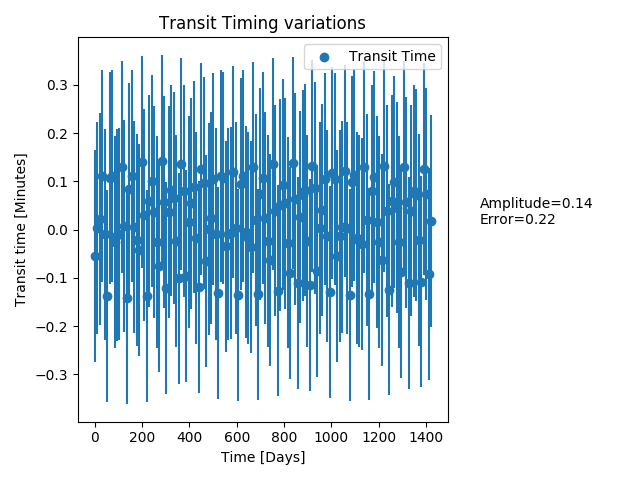 Transit Timing variations
Transit Time
Transit time [Minutes]
0.3
0.2
0.1
0.0
−0.1
−0.2
−0.3
Amplitude=0.14
Error=0.22
0 200 400 600 800 1000 1200 1400
Time [Days]